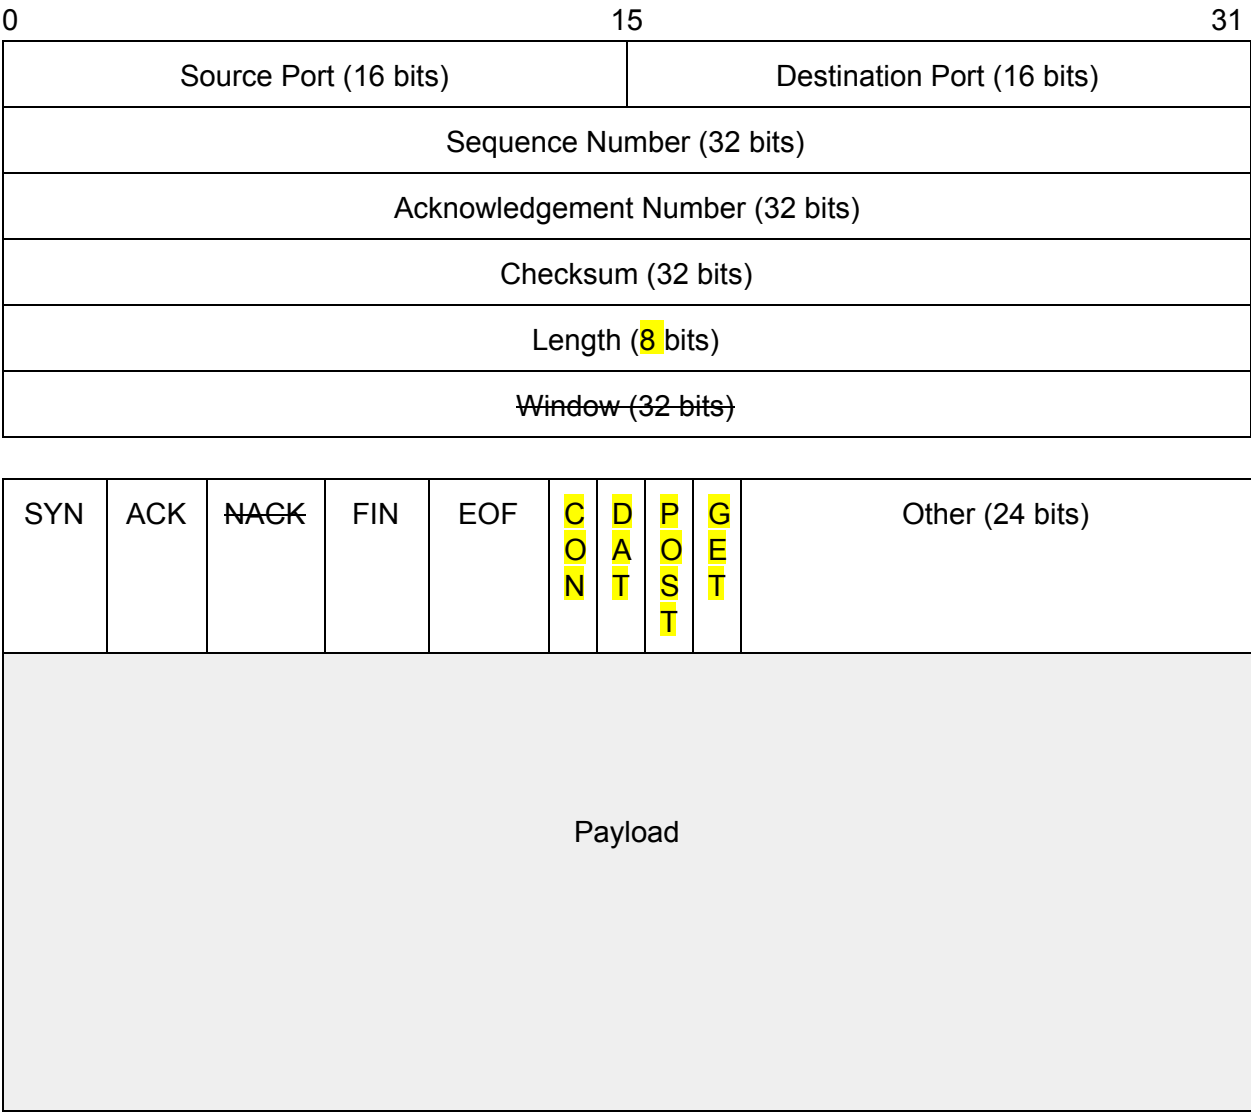 0 15 31
Source Port (16 bits) Destination Port (16 bits)
Sequence Number (32 bits)
Acknowledgement Number (32 bits)
Checksum (32 bits)
Length (8 bits)
Window (32 bits)
SYN ACK NACK FIN EOF CON DAT POST GET Other (24 bits)
Payload